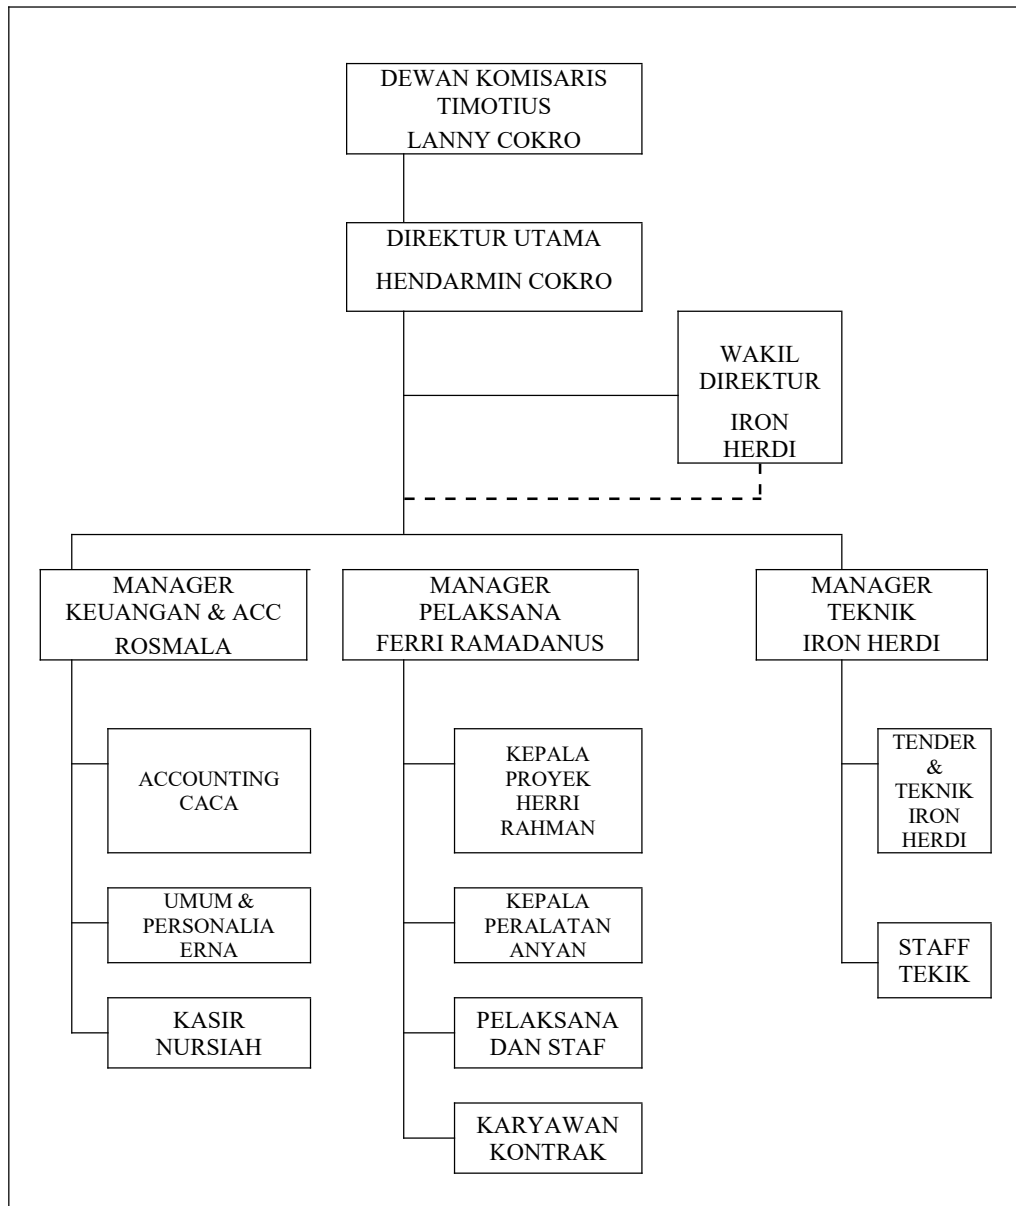 DEWAN KOMISARIS
TIMOTIUS
LANNY COKRO
DIREKTUR UTAMA
HENDARMIN COKRO
WAKIL
DIREKTUR
IRON
HERDI
MANAGER
KEUANGAN & ACC
ROSMALA
MANAGER
PELAKSANA
FERRI RAMADANUS
MANAGER
TEKNIK
IRON HERDI
ACCOUNTING
CACA
KEPALA
PROYEK
HERRI
RAHMAN
TENDER
&
TEKNIK
IRON
HERDI
UMUM &
PERSONALIA
ERNA
KEPALA
PERALATAN
ANYAN
STAFF
TEKIK
KASIR
NURSIAH
PELAKSANA
DAN STAF
KARYAWAN
KONTRAK